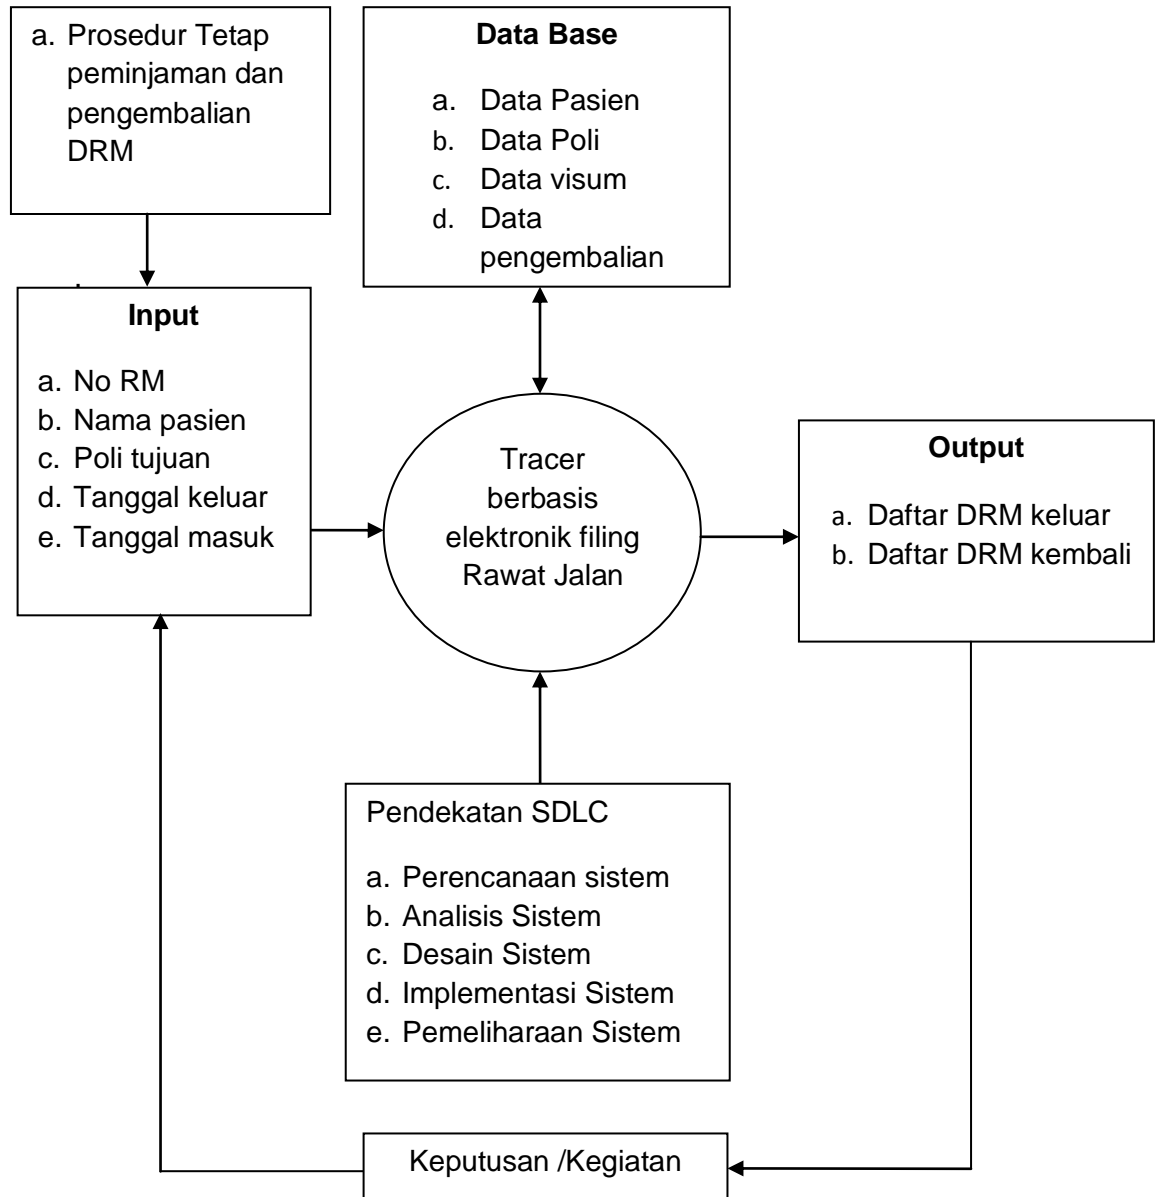 a. Prosedur Tetap
peminjaman dan
pengembalian
DRM
Data Base
a. Data Pasien
b. Data Poli
c. Data visum
d. Data
pengembalian
Input
a. No RM
b. Nama pasien
c. Poli tujuan
d. Tanggal keluar
e. Tanggal masuk
Tracer
berbasis
elektronik filing
Rawat Jalan
Output
a. Daftar DRM keluar
b. Daftar DRM kembali
Pendekatan SDLC
a. Perencanaan sistem
b. Analisis Sistem
c. Desain Sistem
d. Implementasi Sistem
e. Pemeliharaan Sistem
Keputusan /Kegiatan